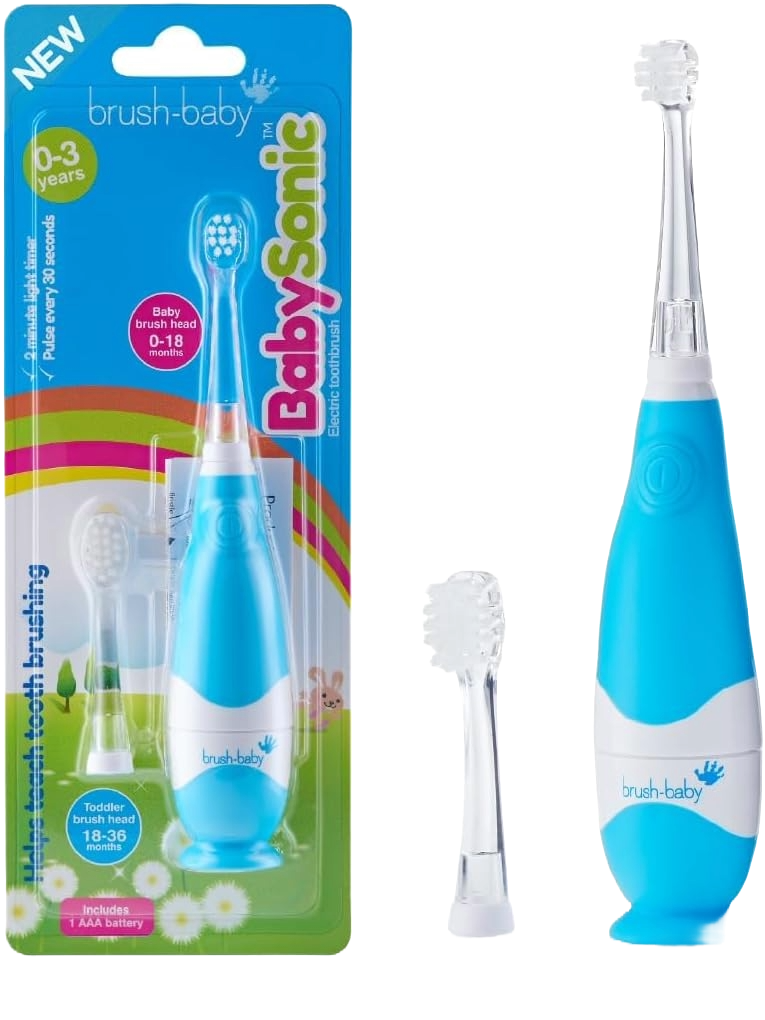 NEW
brush-baby
0-3
years
BabySonic™
Electric toothbrush
✓ 2 minute light timer
✓ Pulse every 30 seconds
Baby
brush head
0-18
months
Helps teach tooth brushing
brush-baby
Toddler
brush head
18-36
months
Includes
1 AAA battery
brush-baby